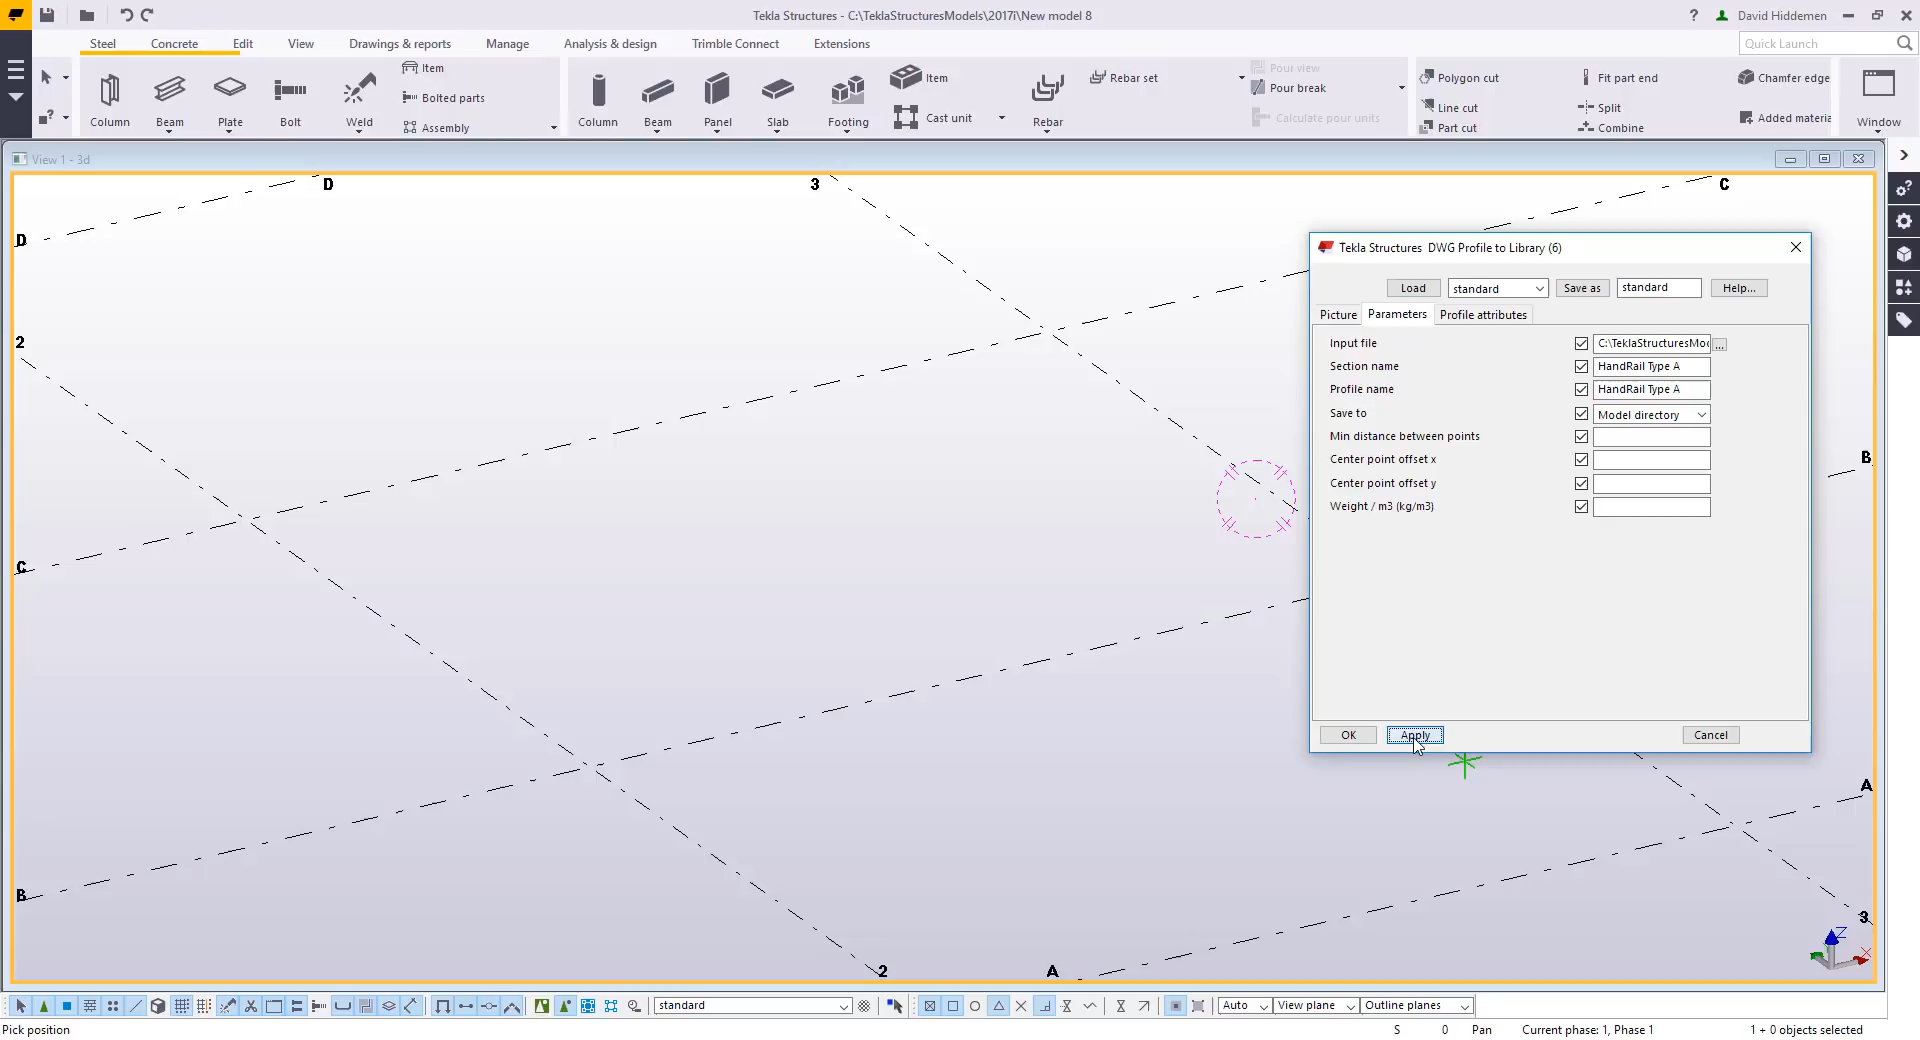 Tekla Structures - C:\TeklaStructuresModels\2017i\New model 8
? David Hiddemen
Steel Concrete Edit View Drawings & reports Manage Analysis & design Trimble Connect Extensions
Quick Launch
Column Beam Plate Bolt Weld
Item
Bolted parts
Assembly
Column Beam Panel Slab Footing
Item
Cast unit
Rebar
Rebar set
Pour view
Pour break
Calculate pour units
Polygon cut
Line cut
Part cut
Fit part end
Split
Combine
Chamfer edge
Added materia
Window
View 1 - 3d
D 3 C
D
2
C
B
B
A
3
2 A
Z
X
Tekla Structures DWG Profile to Library (6)
Load standard Save as standard Help...
Picture Parameters Profile attributes
Input file C:\TeklaStructuresMod ...
Section name HandRail Type A
Profile name HandRail Type A
Save to Model directory
Min distance between points
Center point offset x
Center point offset y
Weight / m3 (kg/m3)
OK Apply Cancel
standard Auto View plane Outline planes
Pick position S 0 Pan Current phase: 1, Phase 1 1 + 0 objects selected